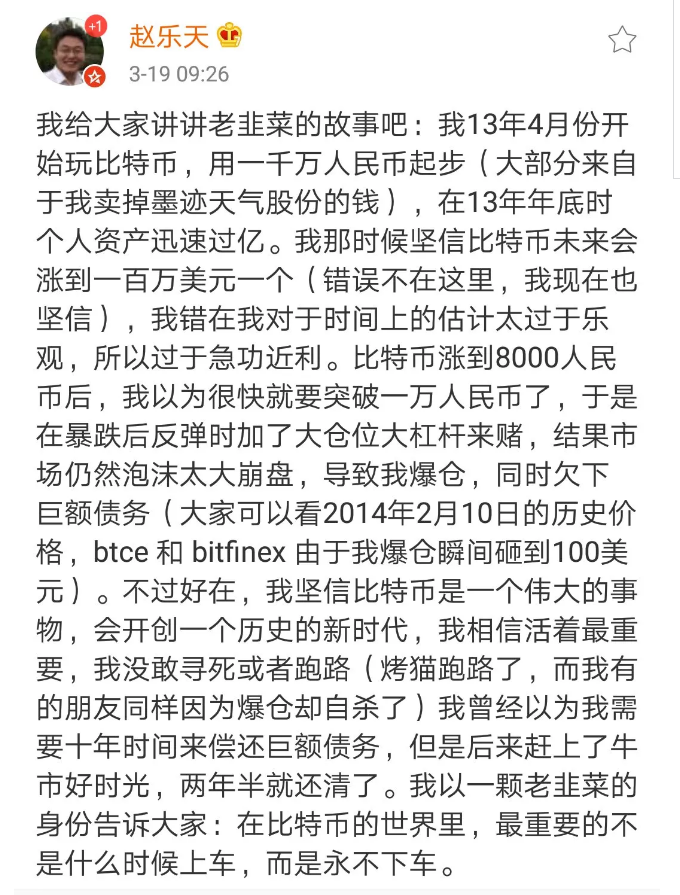 +1
赵乐天
3-19 09:26
我给大家讲讲老韭菜的故事吧：我13年4月份开
始玩比特币，用一千万人民币起步（大部分来自
于我卖掉墨迹天气股份的钱），在13年年底时
个人资产迅速过亿。我那时候坚信比特币未来会
涨到一百万美元一个（错误不在这里，我现在也
坚信），我错在我对于时间上的估计太过于乐
观，所以过于急功近利。比特币涨到8000人民
币后，我以为很快就要突破一万人民币了，于是
在暴跌后反弹时加了大仓位大杠杆来赌，结果市
场仍然泡沫太大崩盘，导致我爆仓，同时欠下
巨额债务（大家可以看2014年2月10日的历史价
格，btce 和 bitfinex 由于我爆仓瞬间砸到100美
元）。不过好在，我坚信比特币是一个伟大的事
物，会开创一个历史的新时代，我相信活着最重
要，我没敢寻死或者跑路（烤猫跑路了，而我有
的朋友同样因为爆仓却自杀了）我曾经以为我需
要十年时间来偿还巨额债务，但是后来赶上了牛
市好时光，两年半就还清了。我以一颗老韭菜的
身份告诉大家：在比特币的世界里，最重要的不
是什么时候上车，而是永不下车。